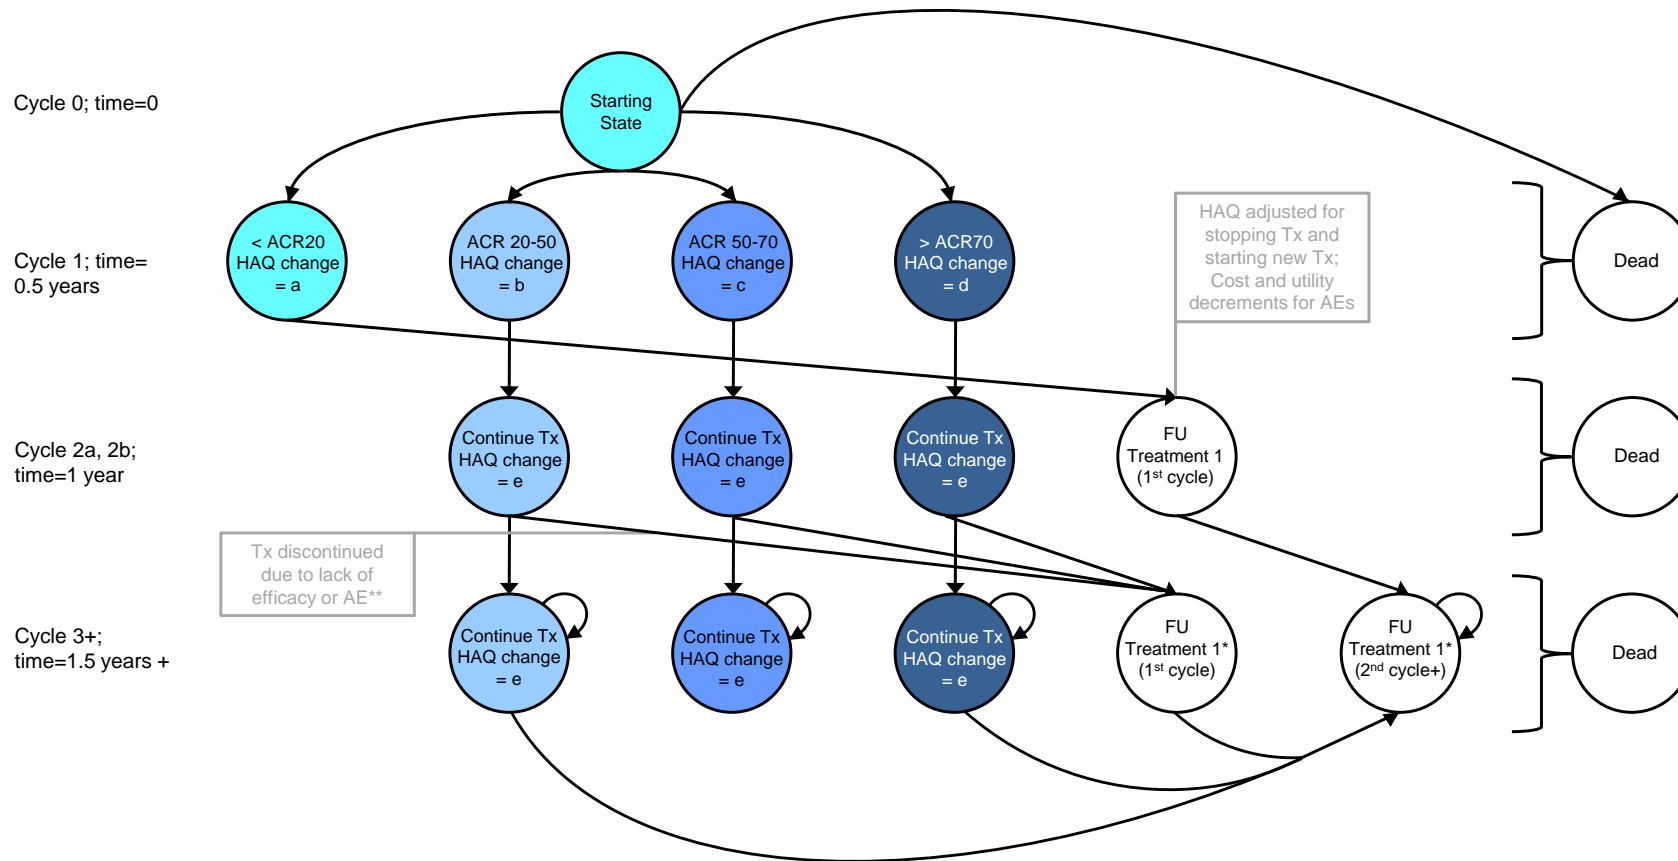 Cycle 0; time=0
Starting
State
Cycle 1; time=
0.5 years
< ACR20
HAQ change
= a
ACR 20-50
HAQ change
= b
ACR 50-70
HAQ change
= c
> ACR70
HAQ change
= d
HAQ adjusted for
stopping Tx and
starting new Tx;
Cost and utility
decrements for AEs
Dead
Cycle 2a, 2b;
time=1 year
Continue Tx
HAQ change
= e
Continue Tx
HAQ change
= e
Continue Tx
HAQ change
= e
FU
Treatment 1
(1st cycle)
Dead
Tx discontinued
due to lack of
efficacy or AE**
Cycle 3+;
time=1.5 years +
Continue Tx
HAQ change
= e
Continue Tx
HAQ change
= e
Continue Tx
HAQ change
= e
FU
Treatment 1*
(1st cycle)
FU
Treatment 1*
(2nd cycle+)
Dead